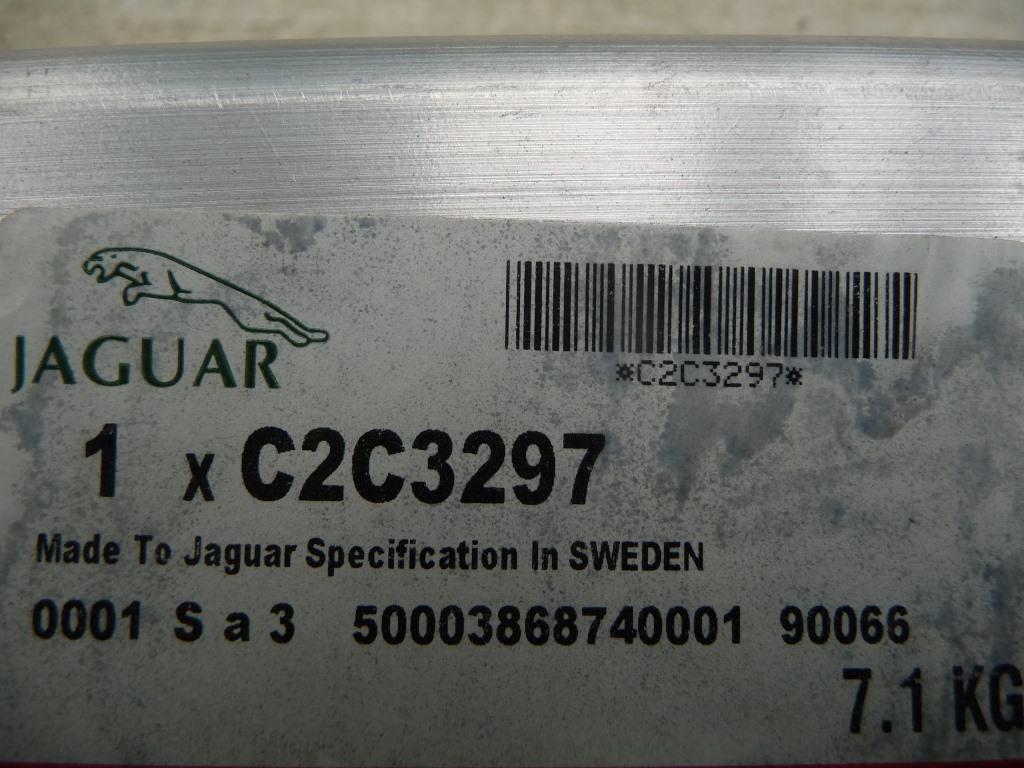 JAGUAR
*C2C3297*
1 x C2C3297
Made To Jaguar Specification In SWEDEN
0001 S a 3 50003868740001 90066
7.1 KG